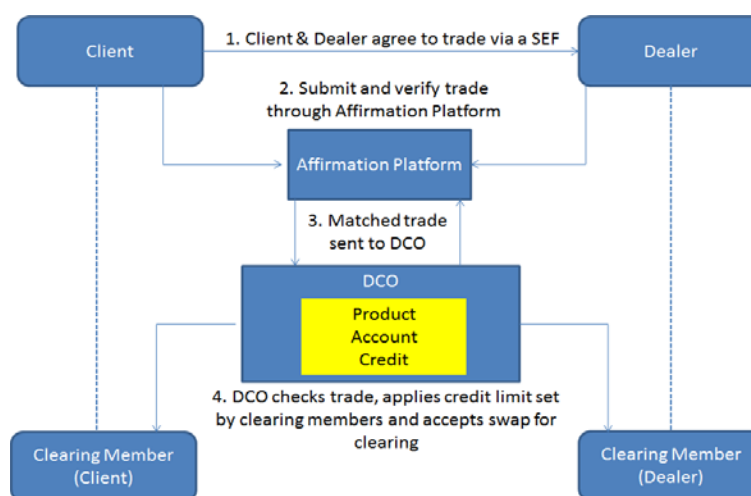 Client
1. Client & Dealer agree to trade via a SEF
Dealer
2. Submit and verify trade
through Affirmation Platform
Affirmation Platform
3. Matched trade
sent to DCO
DCO
Product
Account
Credit
4. DCO checks trade, applies credit limit set
by clearing members and accepts swap for
clearing
Clearing Member
(Client)
Clearing Member
(Dealer)